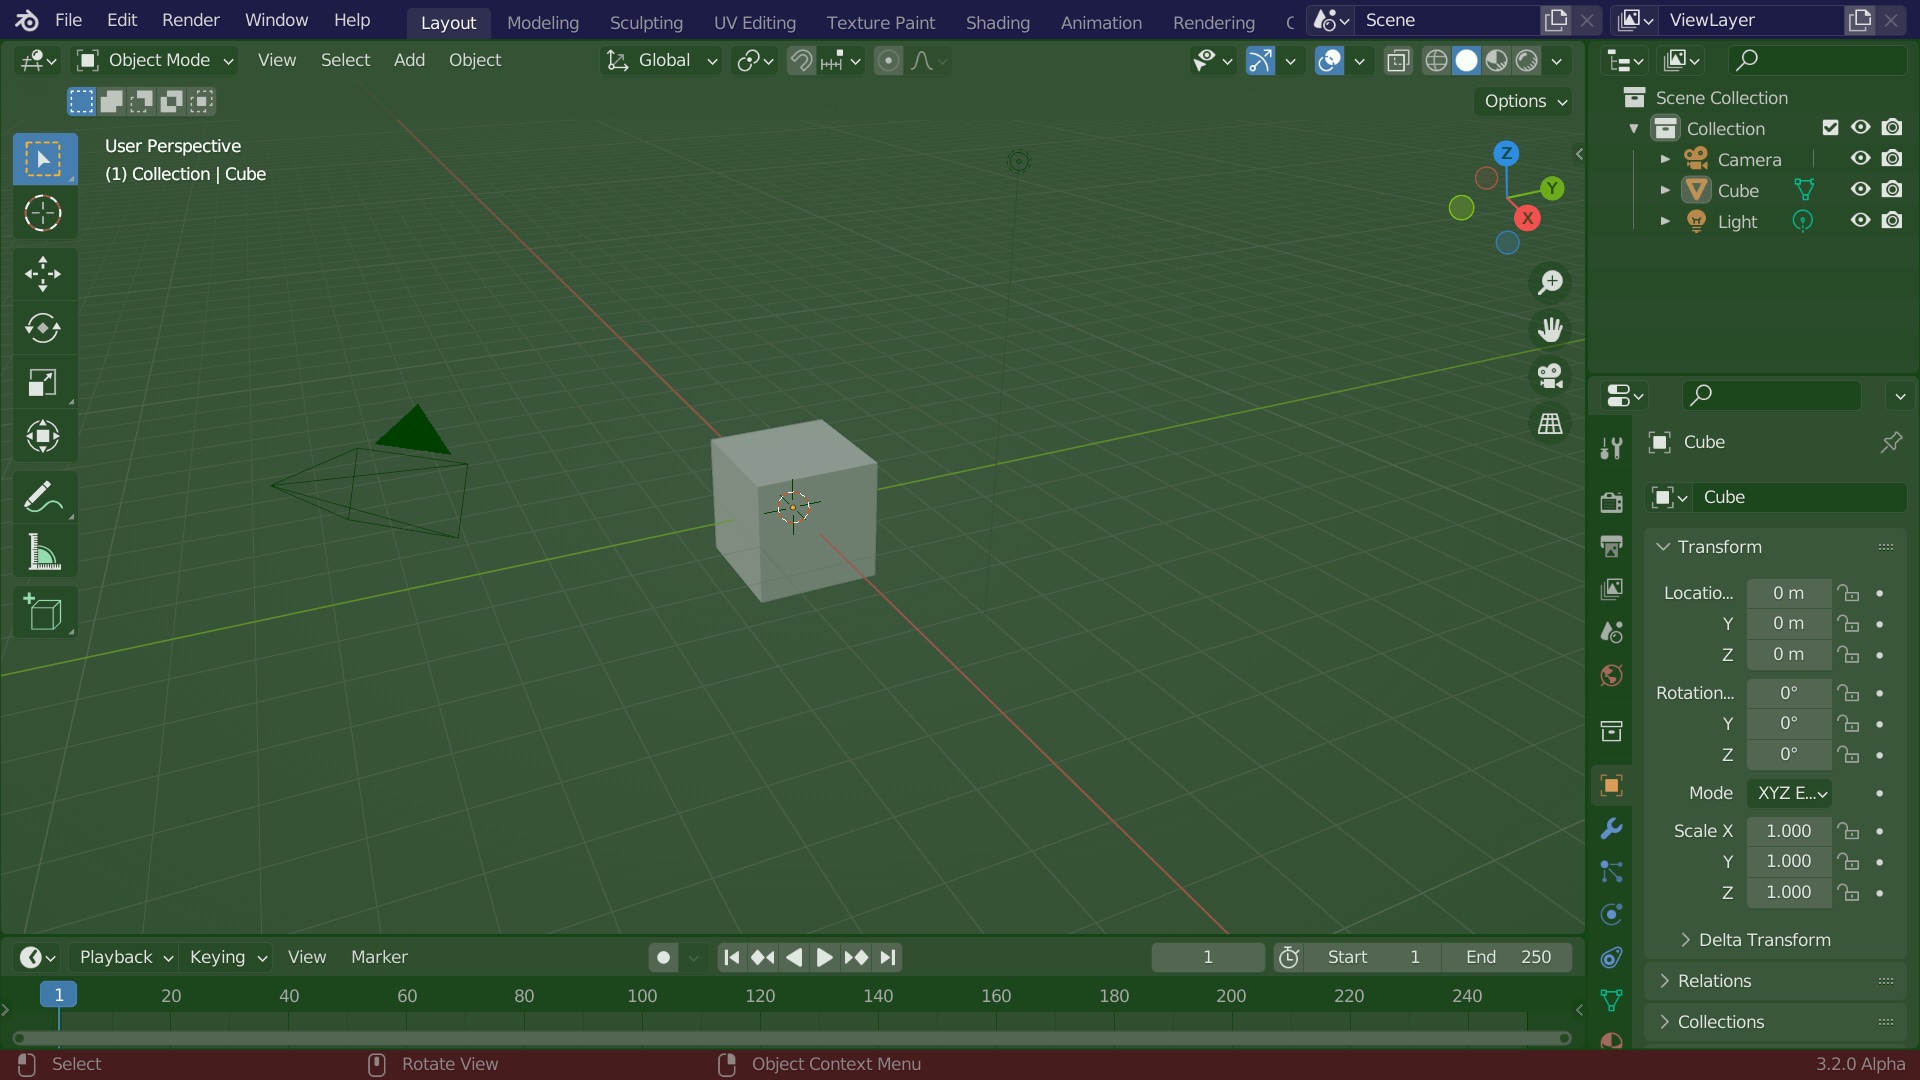 File Edit Render Window Help Layout Modeling Sculpting UV Editing Texture Paint Shading Animation Rendering C Scene ViewLayer
Object Mode View Select Add Object Global
Options
User Perspective
(1) Collection | Cube
Z
Y
X
Scene Collection
Collection
Camera
Cube
Light
Cube
Cube
Transform
Locatio... 0 m
Y 0 m
Z 0 m
Rotation... 0°
Y 0°
Z 0°
Mode XYZ E...
Scale X 1.000
Y 1.000
Z 1.000
Delta Transform
Relations
Collections
Playback Keying View Marker 1 Start 1 End 250
1 20 40 60 80 100 120 140 160 180 200 220 240
Select Rotate View Object Context Menu 3.2.0 Alpha